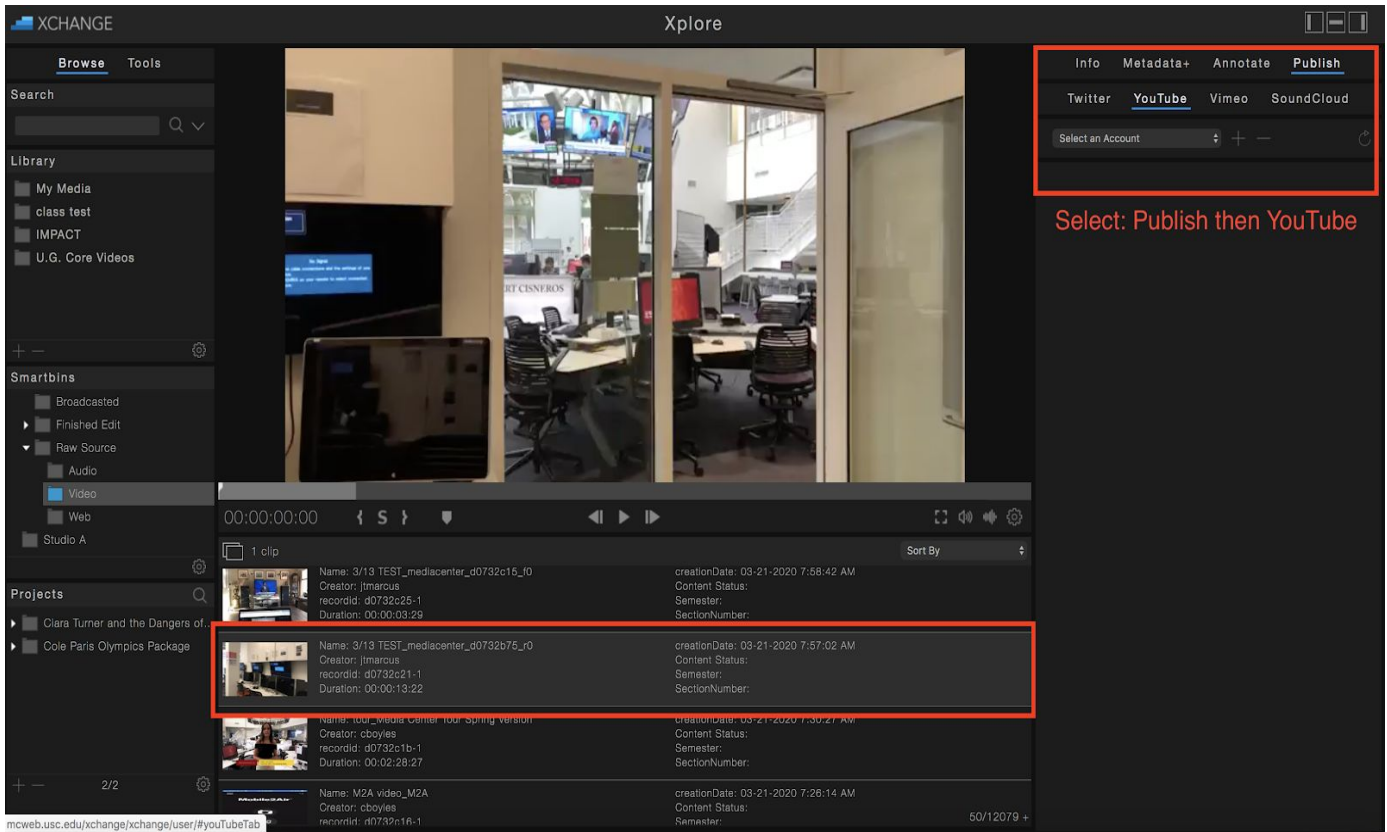 XCHANGE
Xplore
Browse Tools
Search
Library
My Media
class test
IMPACT
U.G. Core Videos
Smartbins
Broadcasted
Finished Edit
Raw Source
Audio
Video
Web
Studio A
Projects
Ciara Turner and the Dangers of..
Cole Paris Olympics Package
2/2
mcweb.usc.edu/xchange/xchange/user/#youTubeTab
No Signal
RT CISNEROS
00:00:00:00
S
1 clip
Sort By
Name: 3/13 TEST_mediacenter_d0732c15_f0 creationDate: 03-21-2020 7:58:42 AM
Creator: jtmarcus Content Status:
recordid: d0732c25-1 Semester:
Duration: 00:00:03:29 SectionNumber:
Name: 3/13 TEST_mediacenter_d0732b75_r0 creationDate: 03-21-2020 7:57:02 AM
Creator: jtmarcus Content Status:
recordid: d0732c21-1 Semester:
Duration: 00:00:13:22 SectionNumber:
Name: tour_Media Center Tour Spring Version creationDate: 03-21-2020 7:30:27 AM
Creator: cboyles Content Status:
recordid: d0732c1b-1 Semester:
Duration: 00:02:28:27 SectionNumber:
Mobile2Air
Name: M2A video_M2A creationDate: 03-21-2020 7:26:14 AM
Creator: cboyles Content Status:
recordid: d0732c16-1 Semester:
50/12079 +
Info Metadata+ Annotate Publish
Twitter YouTube Vimeo SoundCloud
Select an Account
Select: Publish then YouTube